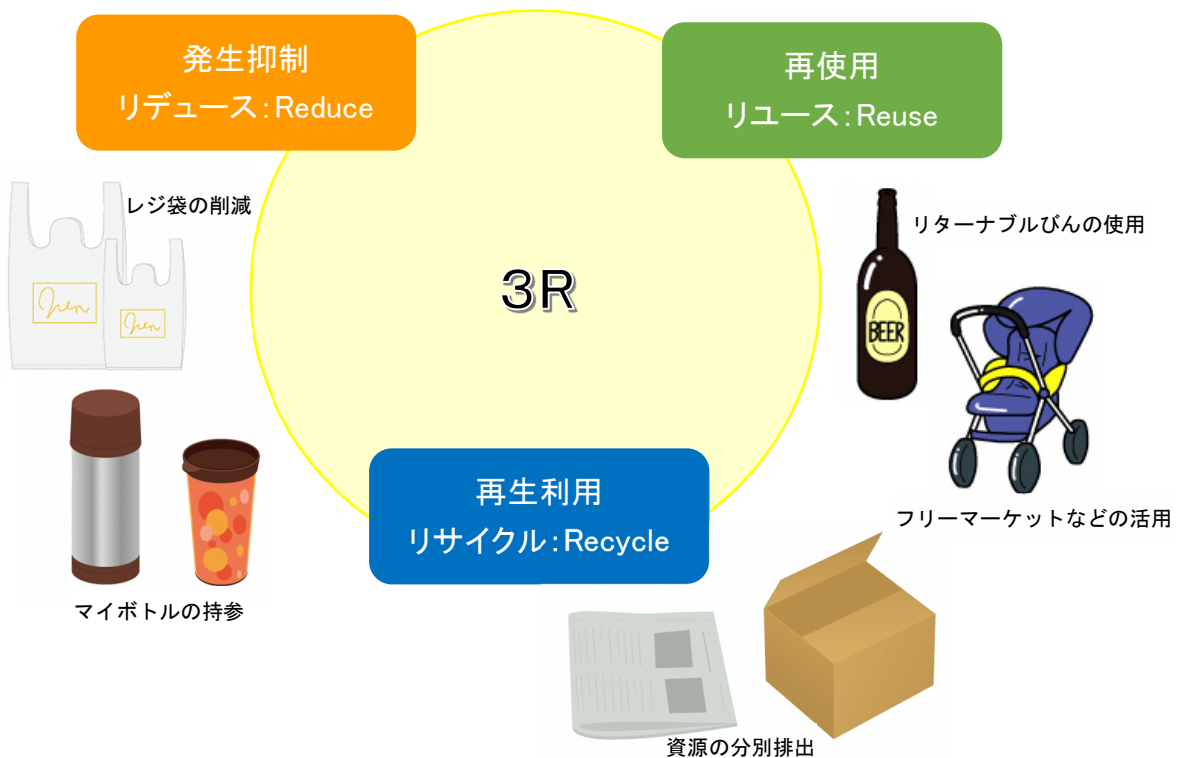 発生抑制
リデュース：Reduce
再使用
リユース：Reuse
レジ袋の削減
リターナブルびんの使用
3R
BEER
再生利用
リサイクル：Recycle
フリーマーケットなどの活用
マイボトルの持参
資源の分別排出